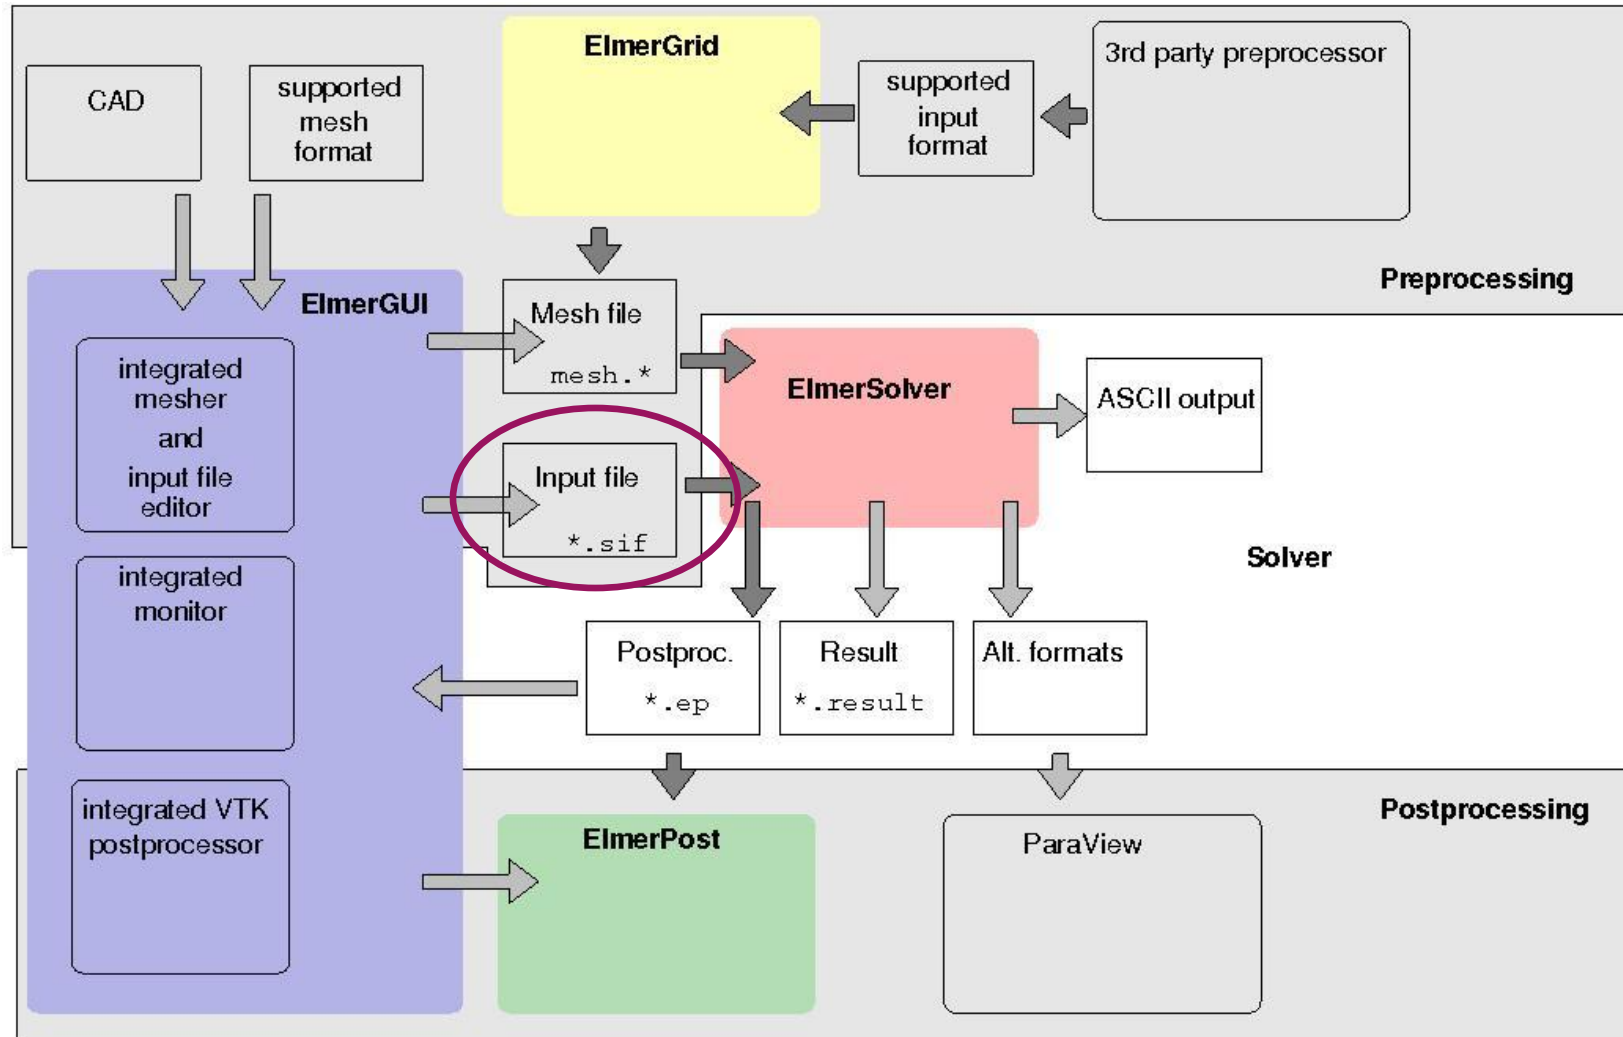 ElmerGrid
3rd party preprocessor
CAD
supported
mesh
format
supported
input
format
Preprocessing
ElmerGUI
Mesh file
mesh.*
integrated
mesher
and
input file
editor
ElmerSolver
ASCII output
Input file
*.sif
Solver
integrated
monitor
Postproc.
*.ep
Result
*.result
Alt. formats
Postprocessing
integrated VTK
postprocessor
ElmerPost
ParaView